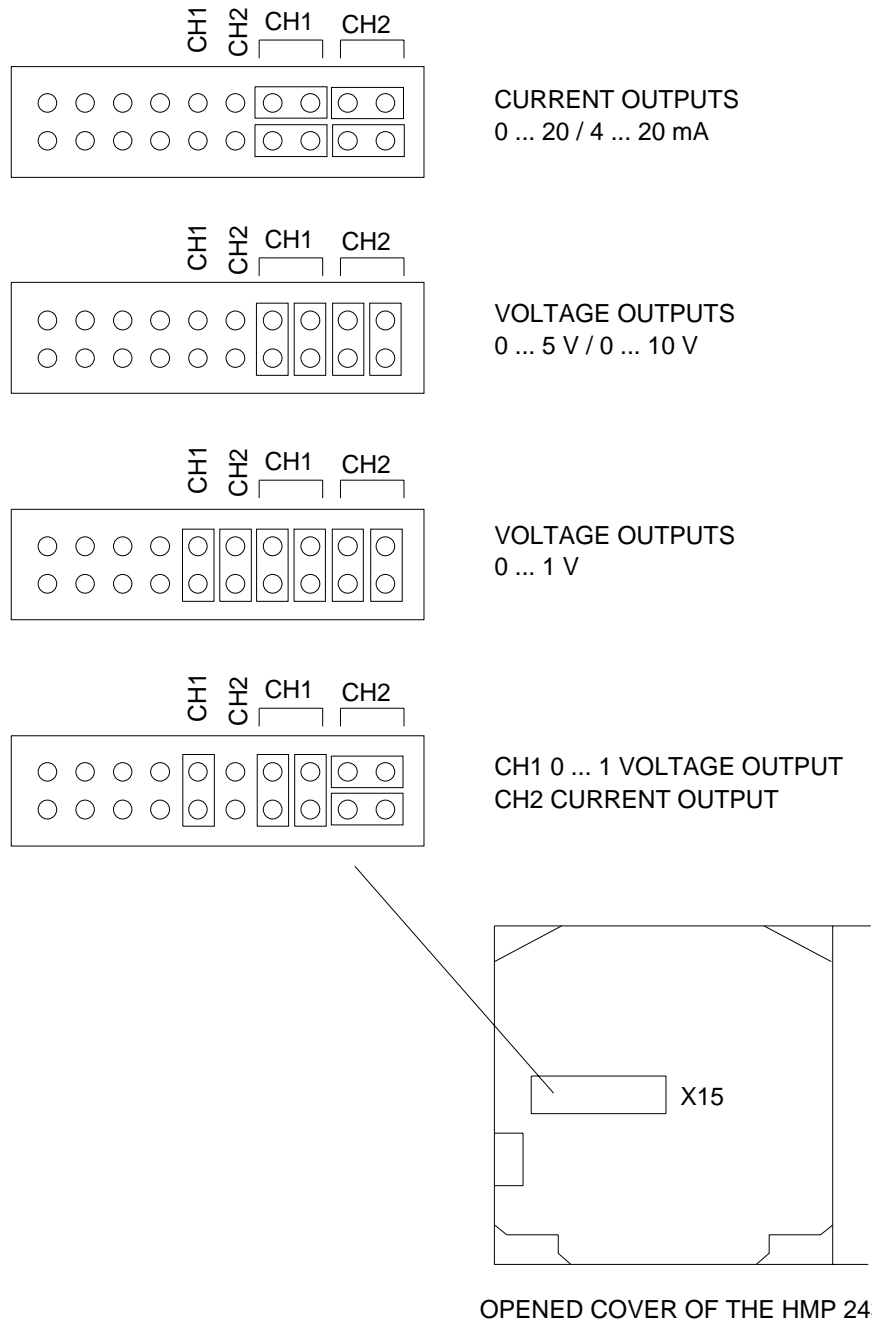 CH1 CH2 CH1 CH2
CURRENT OUTPUTS
0 ... 20 / 4 ... 20 mA
CH1 CH2 CH1 CH2
VOLTAGE OUTPUTS
0 ... 5 V / 0 ... 10 V
CH1 CH2 CH1 CH2
VOLTAGE OUTPUTS
0 ... 1 V
CH1 CH2 CH1 CH2
CH1 0 ... 1 VOLTAGE OUTPUT
CH2 CURRENT OUTPUT
X15
OPENED COVER OF THE HMP